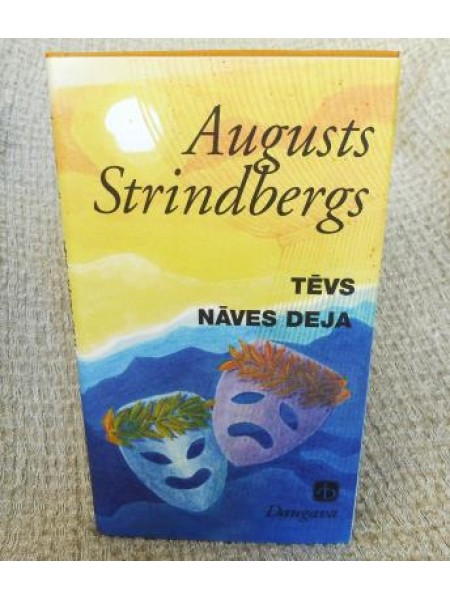 Augusts
Strindbergs
TĒVS
NĀVES DEJA
Daugava